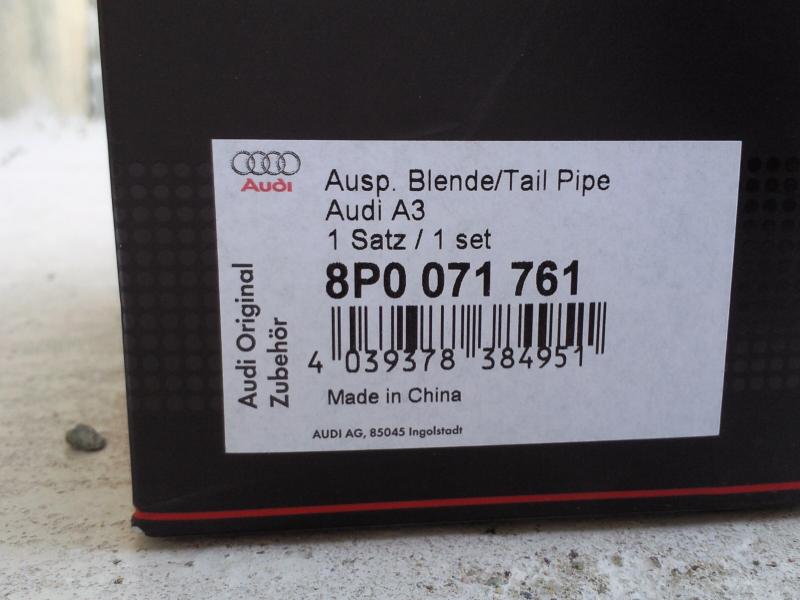 Audi
Ausp. Blende/Tail Pipe
Audi A3
1 Satz / 1 set
8P0 071 761
4 039378 384951
Made in China
AUDI AG, 85045 Ingolstadt
Audi Original
Zubehör